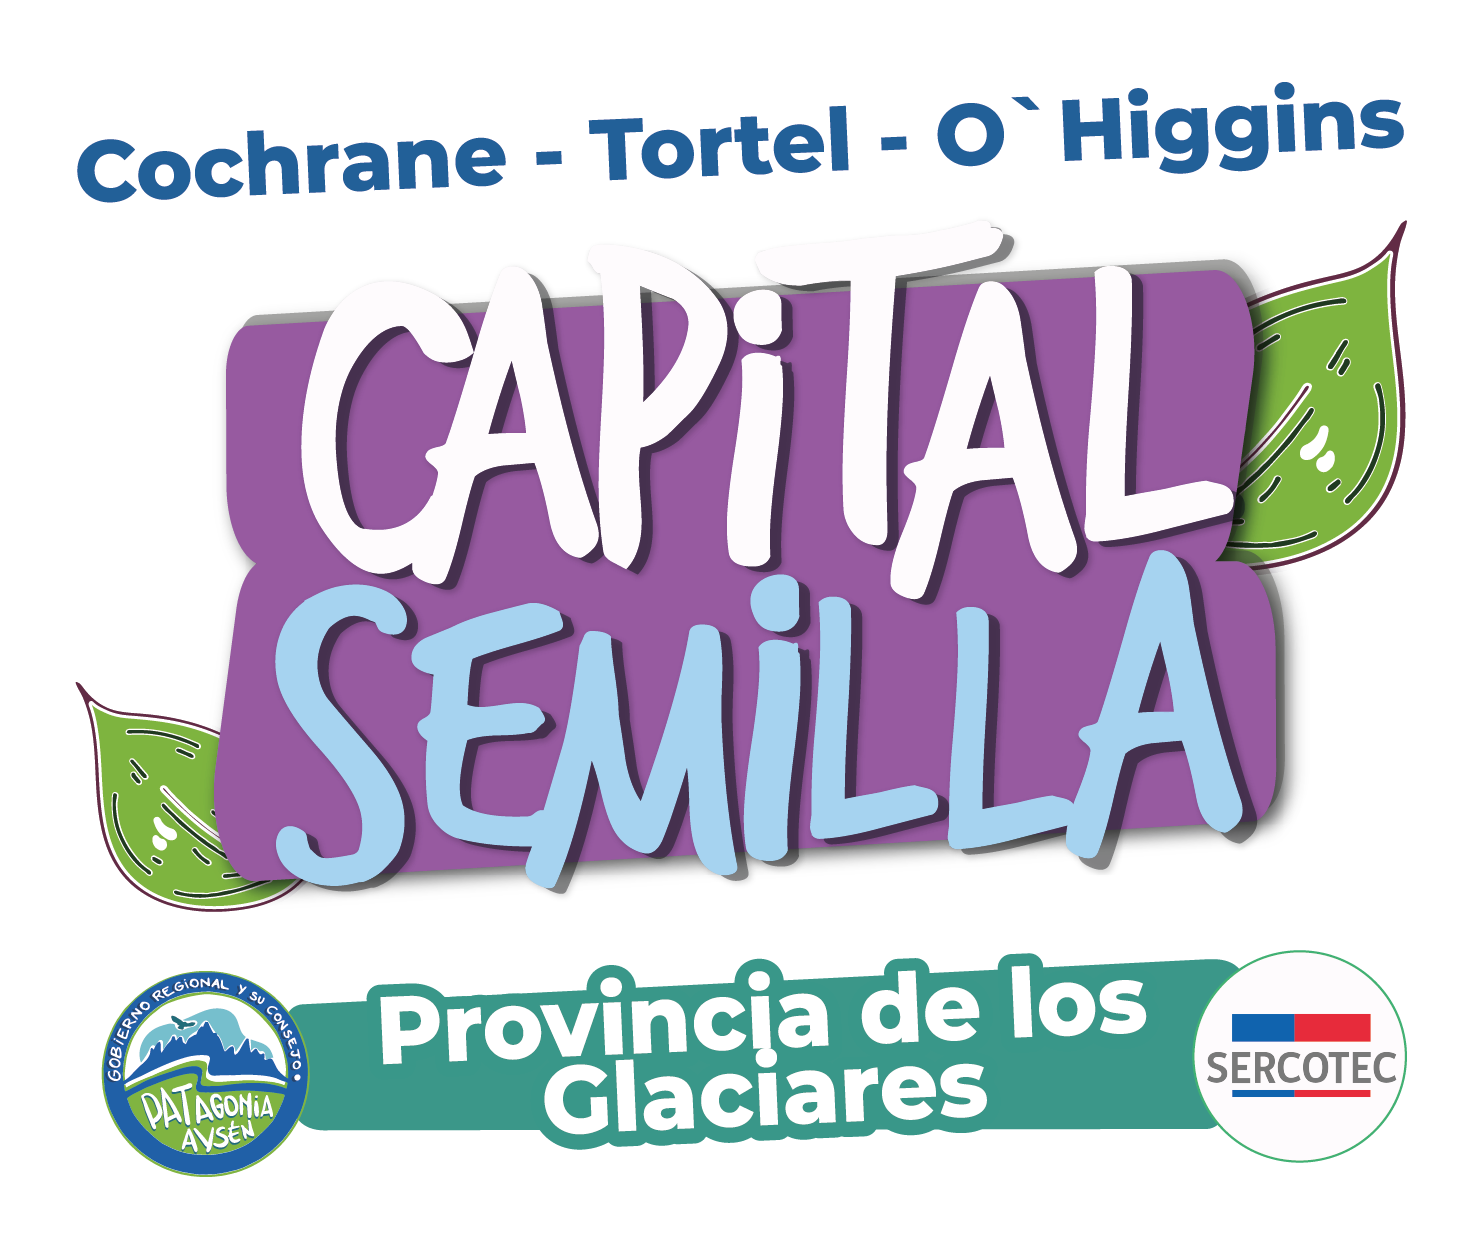 Cochrane - Tortel - O`Higgins
CAPiTAL
SEMiLLA
Provincia de los
Glaciares
GOBiERNO REGiONAL Y SU CONSEJO
PATAGONiA
AYSÉN
SERCOTEC